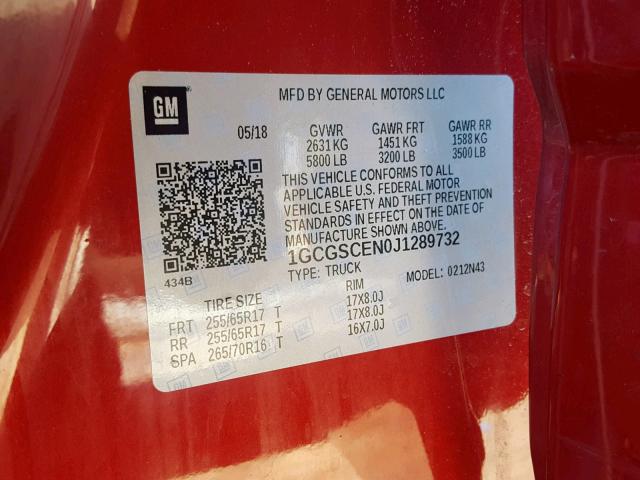 GM
MFD BY GENERAL MOTORS LLC
05/18 GVWR GAWR FRT GAWR RR
2631 KG 1451 KG 1588 KG
5800 LB 3200 LB 3500 LB
THIS VEHICLE CONFORMS TO ALL
APPLICABLE U.S. FEDERAL MOTOR
VEHICLE SAFETY AND THEFT PREVENTION
STANDARDS IN EFFECT ON THE DATE OF
MANUFACTURE SHOWN ABOVE.
1GCGSCEN0J1289732
434B TYPE: TRUCK MODEL: 0212N43
TIRE SIZE RIM
FRT 255/65R17 T 17X8.0J
RR 255/65R17 T 17X8.0J
SPA 265/70R16 T 16X7.0J